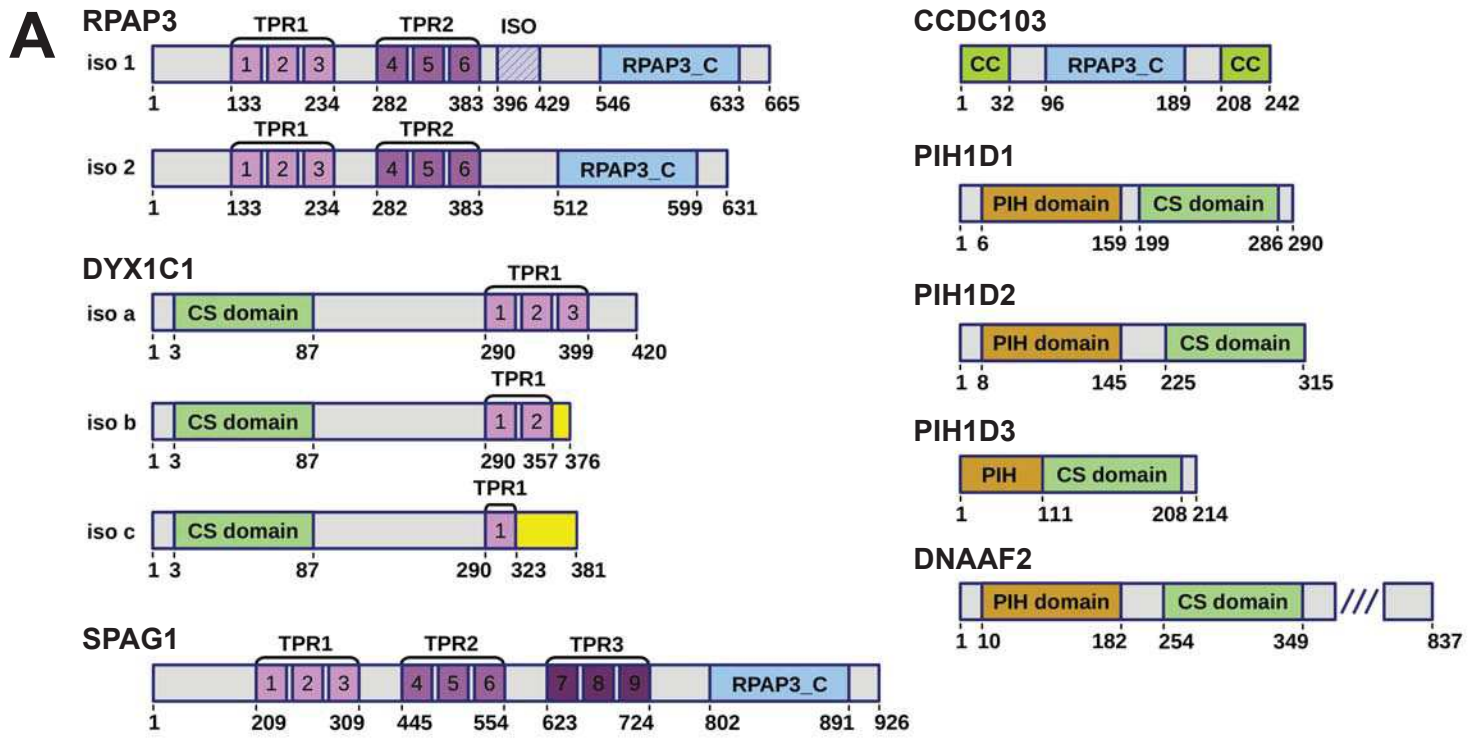 A
RPAP3
TPR1 TPR2 ISO
iso 1 1 2 3 4 5 6 RPAP3_C
1 133 234 282 383 396 429 546 633 665
TPR1 TPR2
iso 2 1 2 3 4 5 6 RPAP3_C
1 133 234 282 383 512 599 631
DYX1C1
TPR1
iso a CS domain 1 2 3
1 3 87 290 399 420
TPR1
iso b CS domain 1 2
1 3 87 290 357 376
TPR1
iso c CS domain 1
1 3 87 290 323 381
SPAG1
TPR1 TPR2 TPR3
1 2 3 4 5 6 7 8 9 RPAP3_C
1 209 309 445 554 623 724 802 891 926
CCDC103
CC RPAP3_C CC
1 32 96 189 208 242
PIH1D1
PIH domain CS domain
1 6 159 199 286 290
PIH1D2
PIH domain CS domain
1 8 145 225 315
PIH1D3
PIH CS domain
1 111 208 214
DNAAF2
PIH domain CS domain ///
1 10 182 254 349 837